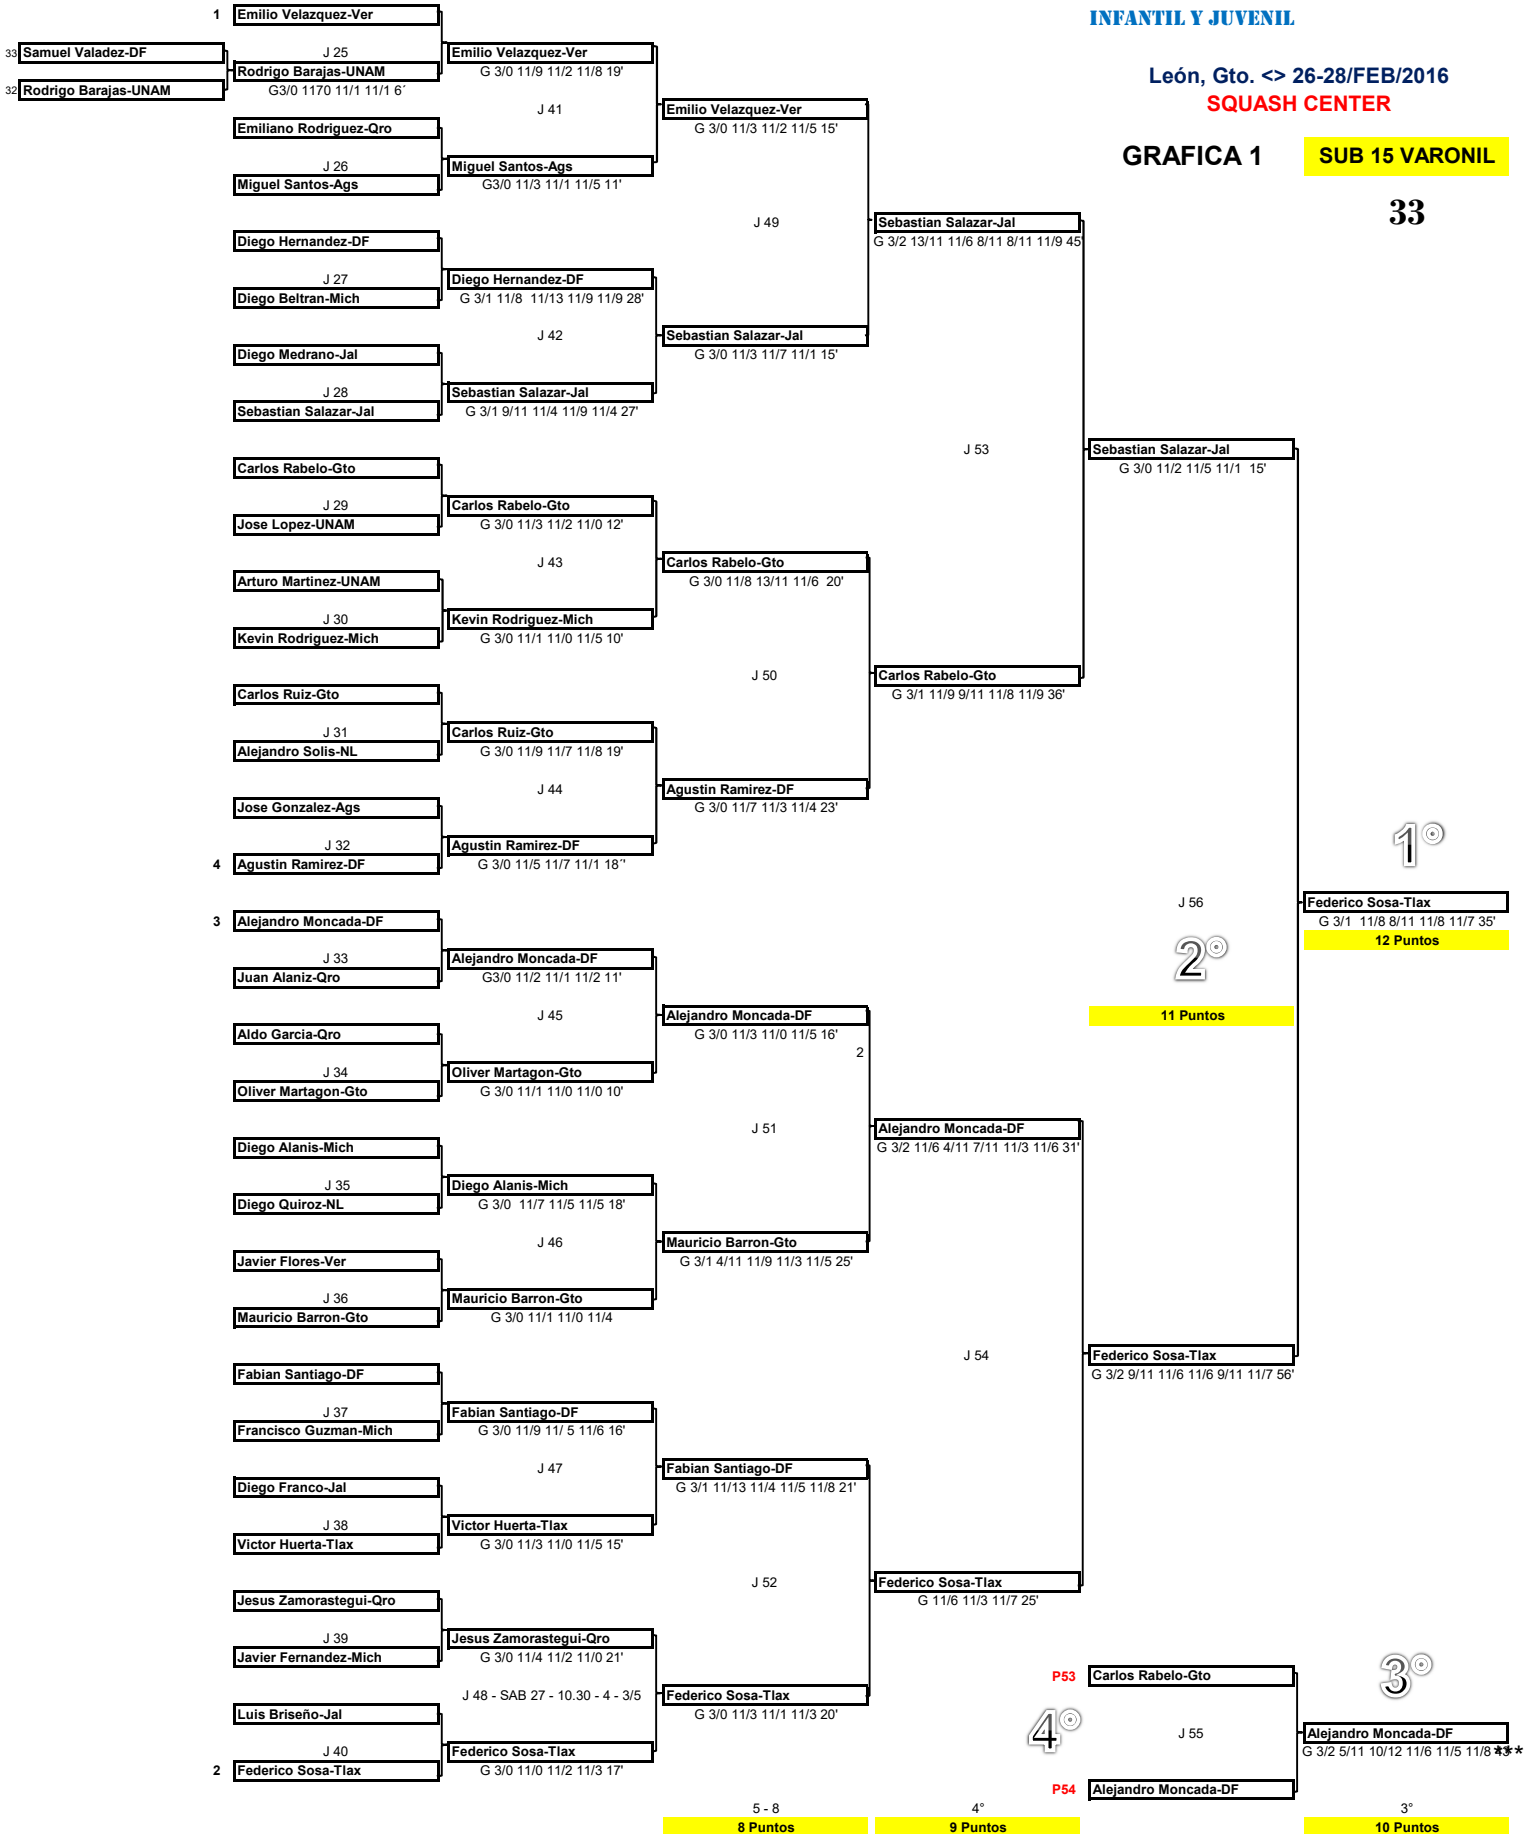 INFANTIL Y JUVENIL
León, Gto. <> 26-28/FEB/2016
SQUASH CENTER
GRAFICA 1
SUB 15 VARONIL
33
1 Emilio Velazquez-Ver
33 Samuel Valadez-DF
J 25
Rodrigo Barajas-UNAM
32 Rodrigo Barajas-UNAM
G3/0 1170 11/1 11/1 6´
Emiliano Rodriguez-Qro
J 26
Miguel Santos-Ags
Diego Hernandez-DF
J 27
Diego Beltran-Mich
Diego Medrano-Jal
J 28
Sebastian Salazar-Jal
Carlos Rabelo-Gto
J 29
Jose Lopez-UNAM
Arturo Martinez-UNAM
J 30
Kevin Rodriguez-Mich
Carlos Ruiz-Gto
J 31
Alejandro Solis-NL
Jose Gonzalez-Ags
J 32
4 Agustin Ramirez-DF
3 Alejandro Moncada-DF
J 33
Juan Alaniz-Qro
Aldo Garcia-Qro
J 34
Oliver Martagon-Gto
Diego Alanis-Mich
J 35
Diego Quiroz-NL
Javier Flores-Ver
J 36
Mauricio Barron-Gto
Fabian Santiago-DF
J 37
Francisco Guzman-Mich
Diego Franco-Jal
J 38
Victor Huerta-Tlax
Jesus Zamorastegui-Qro
J 39
Javier Fernandez-Mich
Luis Briseño-Jal
J 40
2 Federico Sosa-Tlax
Emilio Velazquez-Ver
G 3/0 11/9 11/2 11/8 19'
J 41
Miguel Santos-Ags
G3/0 11/3 11/1 11/5 11'
Diego Hernandez-DF
G 3/1 11/8 11/13 11/9 11/9 28'
J 42
Sebastian Salazar-Jal
G 3/1 9/11 11/4 11/9 11/4 27'
Carlos Rabelo-Gto
G 3/0 11/3 11/2 11/0 12'
J 43
Kevin Rodriguez-Mich
G 3/0 11/1 11/0 11/5 10'
Carlos Ruiz-Gto
G 3/0 11/9 11/7 11/8 19'
J 44
Agustin Ramirez-DF
G 3/0 11/5 11/7 11/1 18´'
Alejandro Moncada-DF
G3/0 11/2 11/1 11/2 11'
J 45
Oliver Martagon-Gto
G 3/0 11/1 11/0 11/0 10'
Diego Alanis-Mich
G 3/0 11/7 11/5 11/5 18'
J 46
Mauricio Barron-Gto
G 3/0 11/1 11/0 11/4
Fabian Santiago-DF
G 3/0 11/9 11/ 5 11/6 16'
J 47
Victor Huerta-Tlax
G 3/0 11/3 11/0 11/5 15'
Jesus Zamorastegui-Qro
G 3/0 11/4 11/2 11/0 21'
J 48 - SAB 27 - 10.30 - 4 - 3/5
Federico Sosa-Tlax
G 3/0 11/0 11/2 11/3 17'
Emilio Velazquez-Ver
G 3/0 11/3 11/2 11/5 15'
J 49
Sebastian Salazar-Jal
G 3/0 11/3 11/7 11/1 15'
Carlos Rabelo-Gto
G 3/0 11/8 13/11 11/6 20'
J 50
Agustin Ramirez-DF
G 3/0 11/7 11/3 11/4 23'
Alejandro Moncada-DF
G 3/0 11/3 11/0 11/5 16'
2
J 51
Mauricio Barron-Gto
G 3/1 4/11 11/9 11/3 11/5 25'
Fabian Santiago-DF
G 3/1 11/13 11/4 11/5 11/8 21'
J 52
Federico Sosa-Tlax
G 3/0 11/3 11/1 11/3 20'
5 - 8
8 Puntos
Sebastian Salazar-Jal
G 3/2 13/11 11/6 8/11 8/11 11/9 45'
J 53
Carlos Rabelo-Gto
G 3/1 11/9 9/11 11/8 11/9 36'
Alejandro Moncada-DF
G 3/2 11/6 4/11 7/11 11/3 11/6 31'
J 54
Federico Sosa-Tlax
G 11/6 11/3 11/7 25'
4°
9 Puntos
Sebastian Salazar-Jal
G 3/0 11/2 11/5 11/1 15'
J 56
2°
11 Puntos
Federico Sosa-Tlax
G 3/2 9/11 11/6 11/6 9/11 11/7 56'
1°
Federico Sosa-Tlax
G 3/1 11/8 8/11 11/8 11/7 35'
12 Puntos
P53 Carlos Rabelo-Gto
4°
J 55
P54 Alejandro Moncada-DF
3°
Alejandro Moncada-DF
G 3/2 5/11 10/12 11/6 11/5 11/8
***
3°
10 Puntos